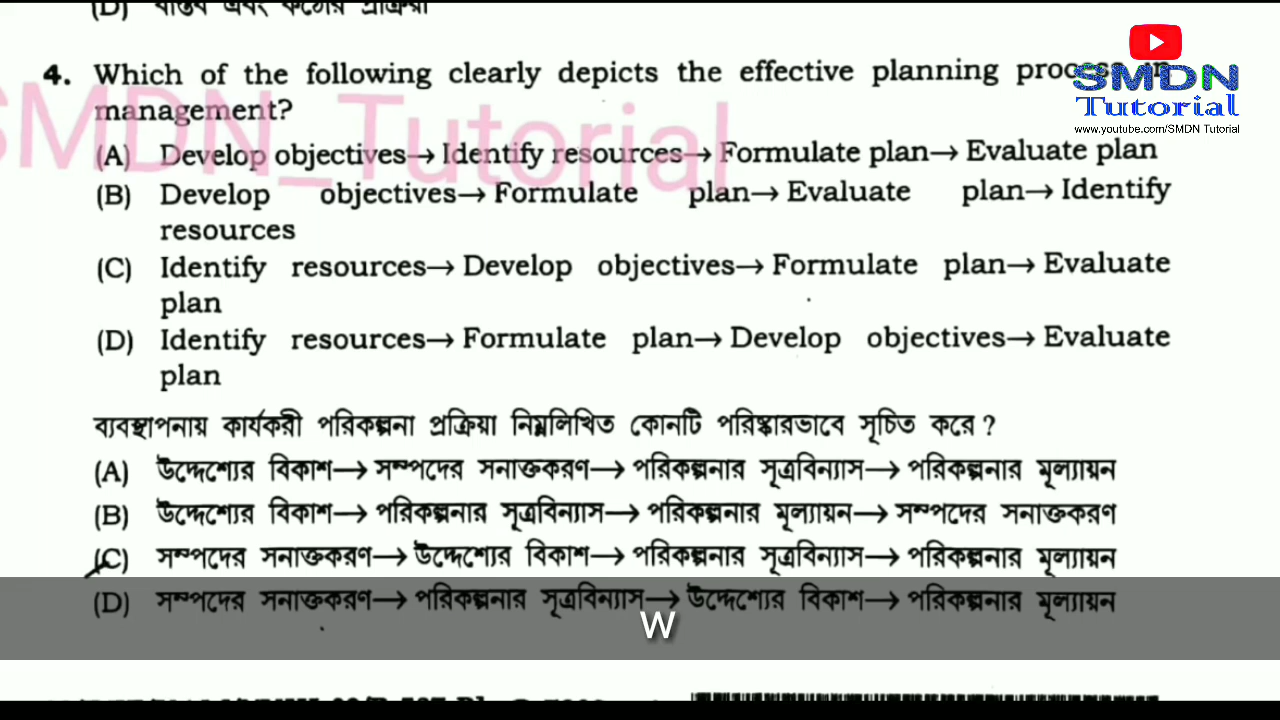 (D) বাস্তব এবং কঠোর প্রক্রিয়া
4. Which of the following clearly depicts the effective planning process in
management?
(A) Develop objectives→ Identify resources→ Formulate plan→ Evaluate plan
(B) Develop objectives→ Formulate plan→ Evaluate plan→ Identify
resources
(C) Identify resources→ Develop objectives→ Formulate plan→ Evaluate
plan
(D) Identify resources→ Formulate plan→ Develop objectives→ Evaluate
plan
ব্যবস্থাপনায় কার্যকরী পরিকল্পনা প্রক্রিয়া নিম্নলিখিত কোনটি পরিষ্কারভাবে সূচিত করে ?
(A) উদ্দেশ্যের বিকাশ→ সম্পদের সনাক্তকরণ→ পরিকল্পনার সূত্রবিন্যাস→ পরিকল্পনার মূল্যায়ন
(B) উদ্দেশ্যের বিকাশ→ পরিকল্পনার সূত্রবিন্যাস→ পরিকল্পনার মূল্যায়ন→ সম্পদের সনাক্তকরণ
(C) সম্পদের সনাক্তকরণ→ উদ্দেশ্যের বিকাশ→ পরিকল্পনার সূত্রবিন্যাস→ পরিকল্পনার মূল্যায়ন
(D) সম্পদের সনাক্তকরণ→ পরিকল্পনার সূত্রবিন্যাস→ উদ্দেশ্যের বিকাশ→ পরিকল্পনার মূল্যায়ন
W
SMDN_Tutorial
SMDN
Tutorial
www.youtube.com/SMDN Tutorial